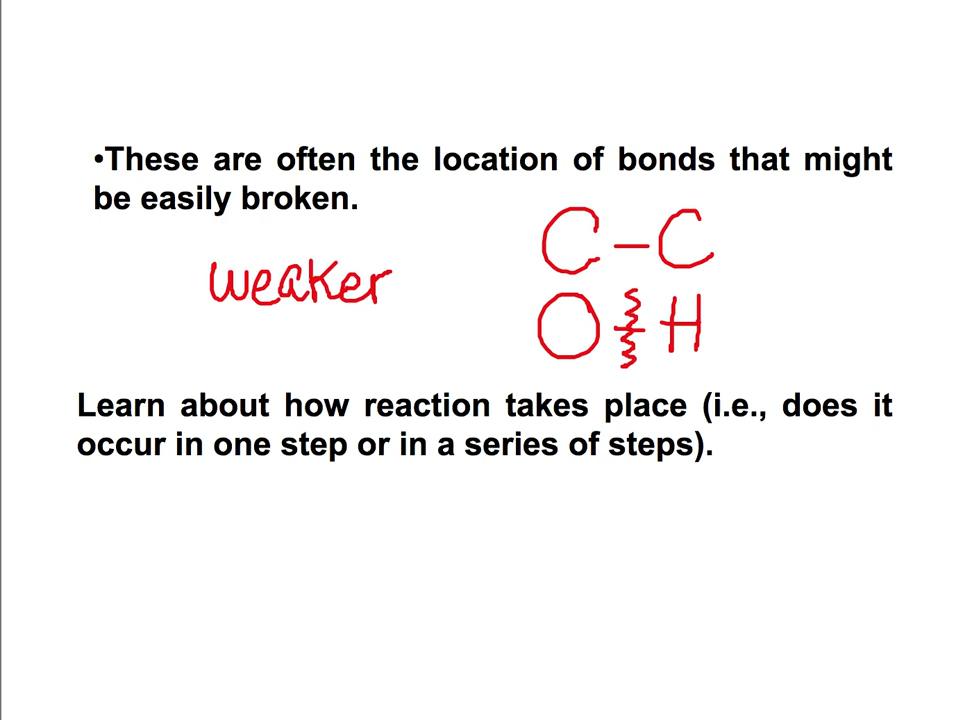 •These are often the location of bonds that might
be easily broken.
C – C
weaker
O H
Learn about how reaction takes place (i.e., does it
occur in one step or in a series of steps).